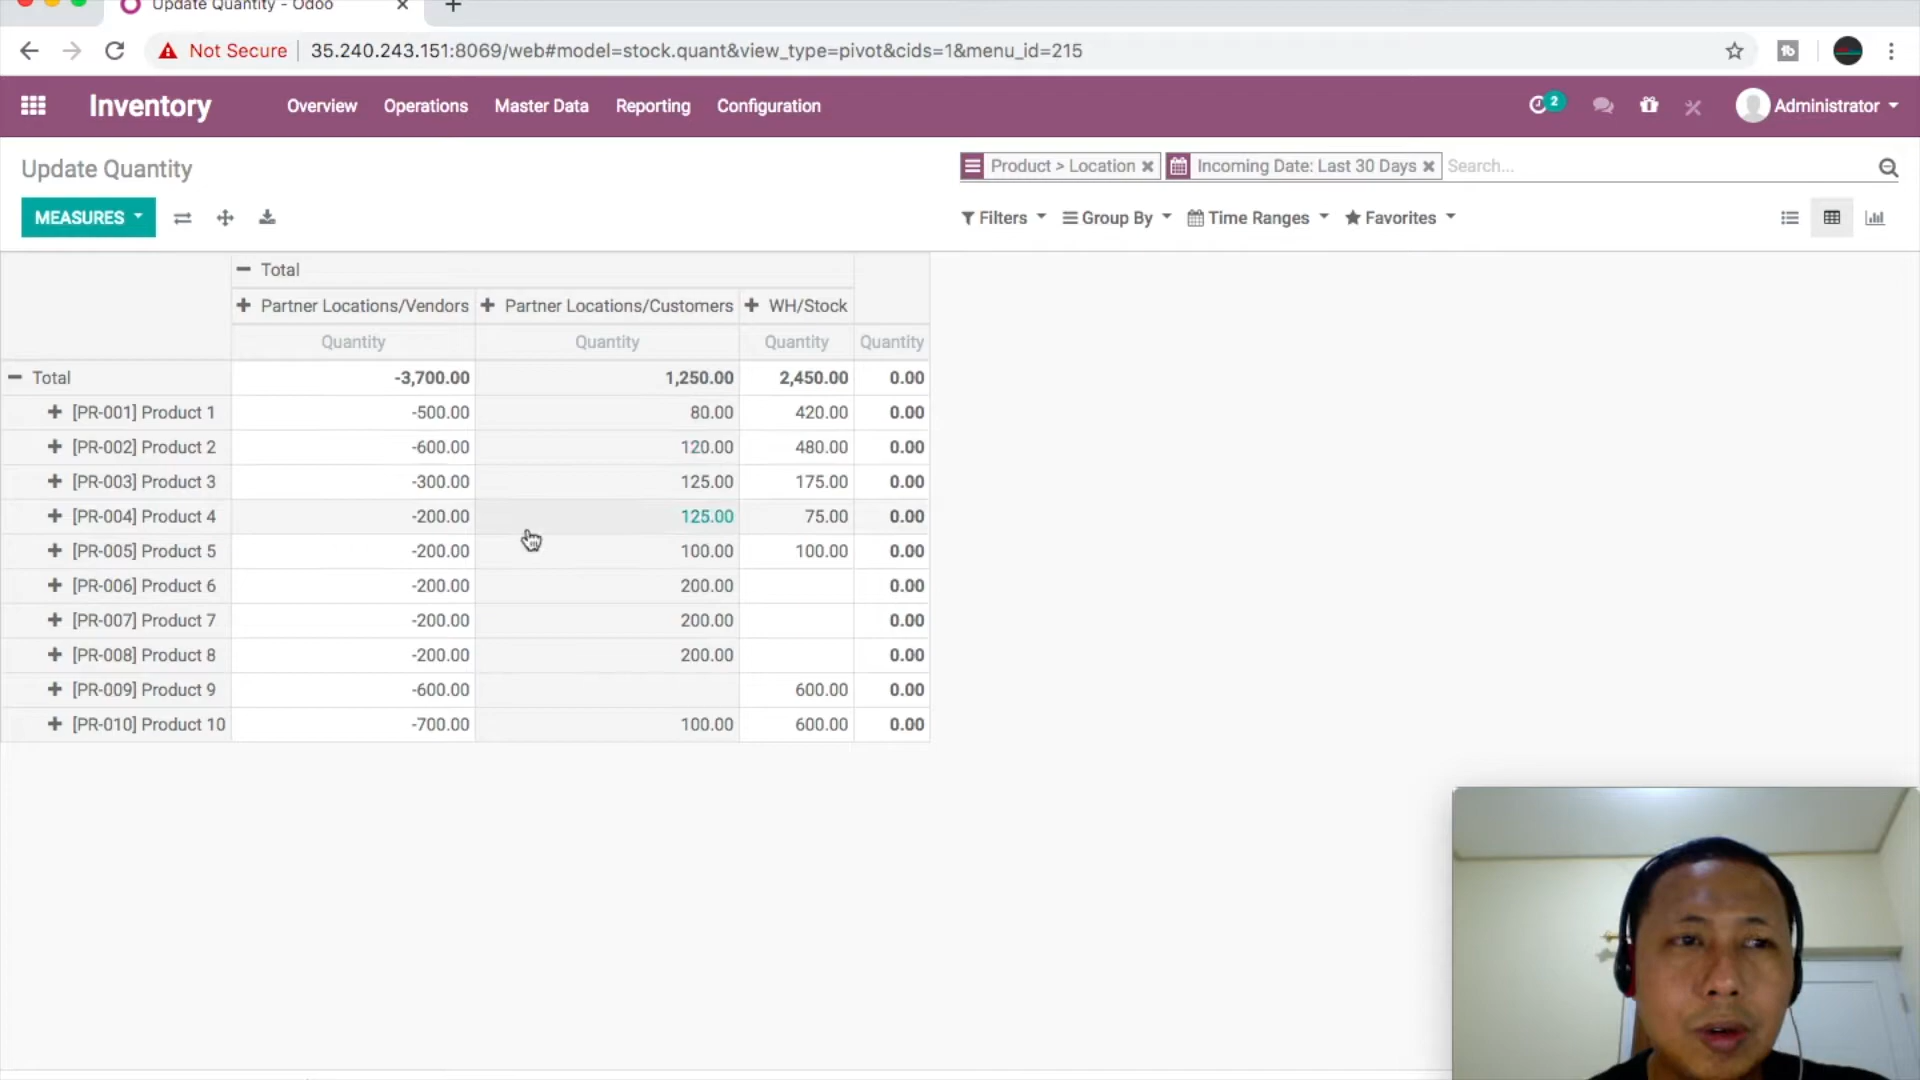 Update Quantity - Odoo
Not Secure 35.240.243.151:8069/web#model=stock.quant&view_type=pivot&cids=1&menu_id=215
Inventory Overview Operations Master Data Reporting Configuration 2 Administrator
Update Quantity Product > Location Incoming Date: Last 30 Days Search...
MEASURES Filters Group By Time Ranges Favorites
Total
Partner Locations/Vendors Partner Locations/Customers WH/Stock
Quantity Quantity Quantity Quantity
Total -3,700.00 1,250.00 2,450.00 0.00
[PR-001] Product 1 -500.00 80.00 420.00 0.00
[PR-002] Product 2 -600.00 120.00 480.00 0.00
[PR-003] Product 3 -300.00 125.00 175.00 0.00
[PR-004] Product 4 -200.00 125.00 75.00 0.00
[PR-005] Product 5 -200.00 100.00 100.00 0.00
[PR-006] Product 6 -200.00 200.00 0.00
[PR-007] Product 7 -200.00 200.00 0.00
[PR-008] Product 8 -200.00 200.00 0.00
[PR-009] Product 9 -600.00 600.00 0.00
[PR-010] Product 10 -700.00 100.00 600.00 0.00